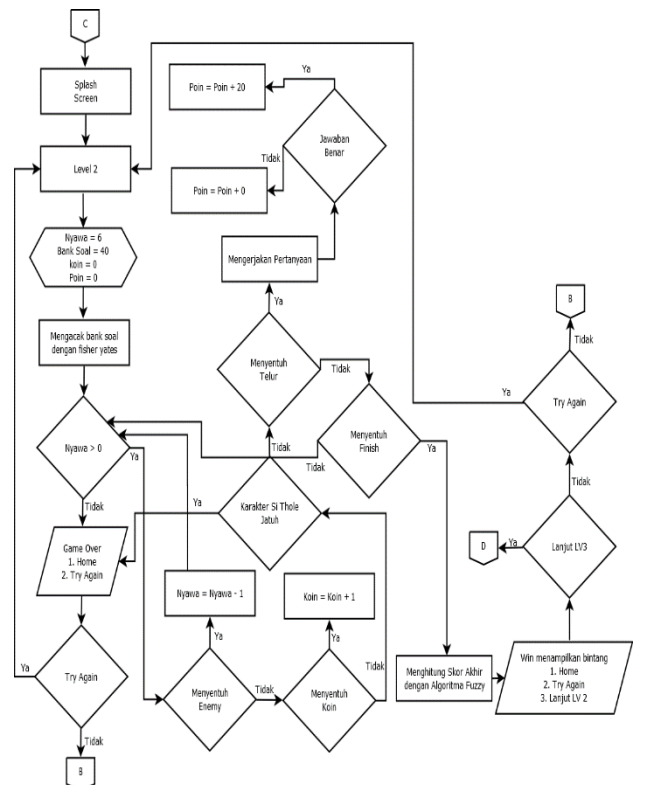 C
Splash
Screen
Level 2
Nyawa = 6
Bank Soal = 40
koin = 0
Poin = 0
Mengacak bank soal
dengan fisher yates
Nyawa > 0
Ya
Tidak
Game Over
1. Home
2. Try Again
Try Again
Ya
Tidak
B
Menyentuh
Enemy
Ya
Tidak
Nyawa = Nyawa - 1
Menyentuh
Koin
Ya
Tidak
Koin = Koin + 1
Karakter Si Thole
Jatuh
Ya
Tidak
Menyentuh
Telur
Ya
Tidak
Mengerjakan Pertanyaan
Jawaban
Benar
Ya
Tidak
Poin = Poin + 20
Poin = Poin + 0
Menyentuh
Finish
Tidak
Ya
Menghitung Skor Akhir
dengan Algoritma Fuzzy
Win menampilkan bintang
1. Home
2. Try Again
3. Lanjut LV 2
Lanjut LV3
Ya
D
Tidak
Try Again
Ya
Tidak
B